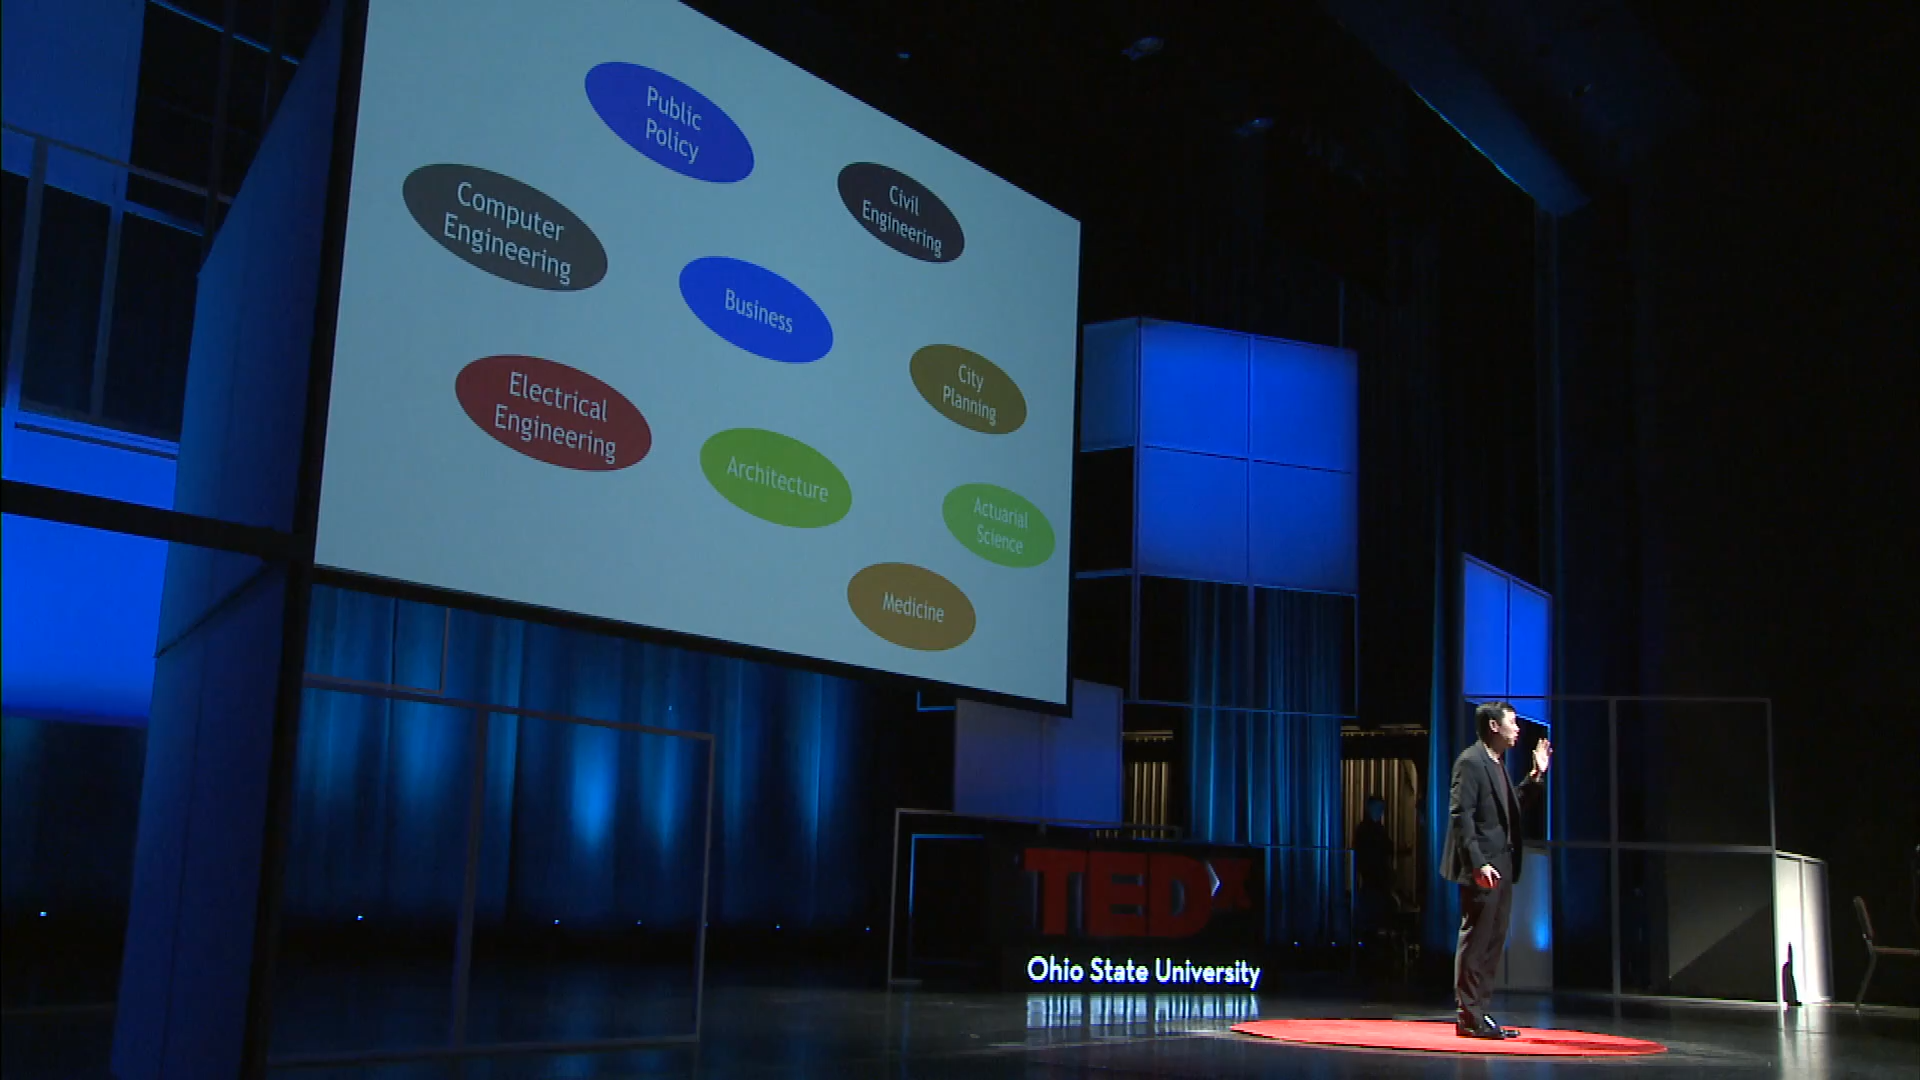 Public
Policy
Civil
Engineering
Computer
Engineering
Business
City
Planning
Electrical
Engineering
Architecture
Actuarial
Science
Medicine
TEDx
Ohio State University